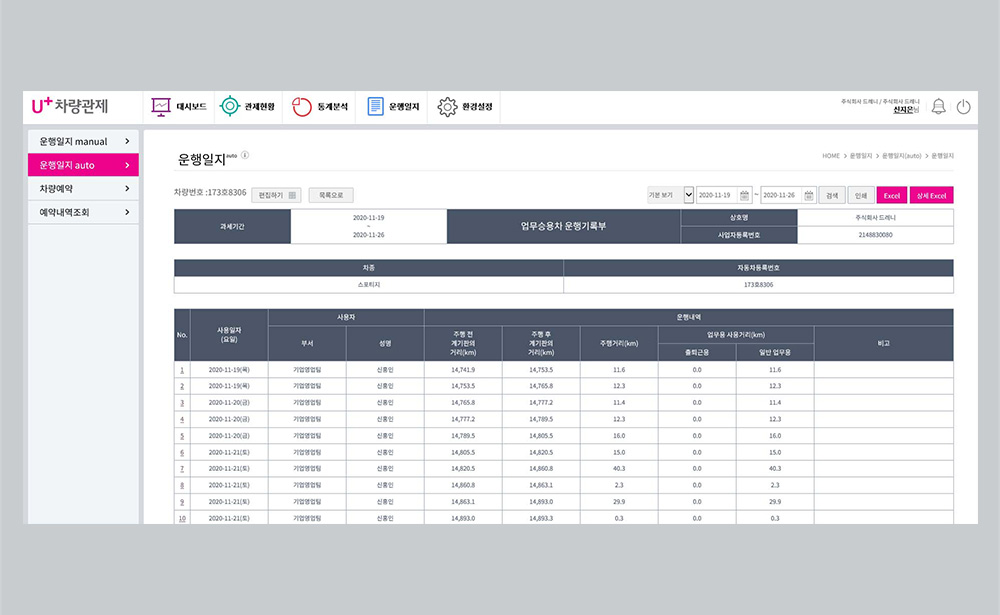 U+ 차량관제
대시보드 관제현황 통계분석 운행일지 환경설정
주식회사 드레니 / 주식회사 드레니
신지은님
운행일지 manual
운행일지 auto
차량예약
예약내역조회
운행일지 auto
HOME > 운행일지 > 운행일지(auto) > 운행일지
차량번호 :173호8306 편집하기 목록으로
기본 보기 2020-11-19 ~ 2020-11-26 검색 인쇄 Excel 상세 Excel
과세기간 2020-11-19 ~ 2020-11-26 업무승용차 운행기록부 상호명 주식회사 드레니
사업자등록번호 2148830080
차종 자동차등록번호
스포티지 173호8306
No. 사용일자 (요일) 사용자 운행내역
부서 성명 주행 전 계기판의 거리(km) 주행 후 계기판의 거리(km) 주행거리(km) 업무용 사용거리(km) 비고
출퇴근용 일반 업무용
1 2020-11-19(목) 기업영업팀 신홍인 14,741.9 14,753.5 11.6 0.0 11.6
2 2020-11-19(목) 기업영업팀 신홍인 14,753.5 14,765.8 12.3 0.0 12.3
3 2020-11-20(금) 기업영업팀 신홍인 14,765.8 14,777.2 11.4 0.0 11.4
4 2020-11-20(금) 기업영업팀 신홍인 14,777.2 14,789.5 12.3 0.0 12.3
5 2020-11-20(금) 기업영업팀 신홍인 14,789.5 14,805.5 16.0 0.0 16.0
6 2020-11-21(토) 기업영업팀 신홍인 14,805.5 14,820.5 15.0 0.0 15.0
7 2020-11-21(토) 기업영업팀 신홍인 14,820.5 14,860.8 40.3 0.0 40.3
8 2020-11-21(토) 기업영업팀 신홍인 14,860.8 14,863.1 2.3 0.0 2.3
9 2020-11-21(토) 기업영업팀 신홍인 14,863.1 14,893.0 29.9 0.0 29.9
10 2020-11-21(토) 기업영업팀 신홍인 14,893.0 14,893.3 0.3 0.0 0.3